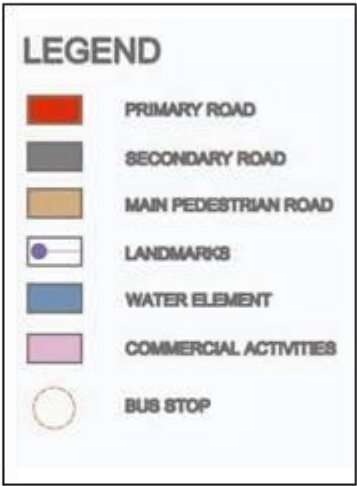 LEGEND
PRIMARY ROAD
SECONDARY ROAD
MAIN PEDESTRIAN ROAD
LANDMARKS
WATER ELEMENT
COMMERCIAL ACTIVITIES
BUS STOP